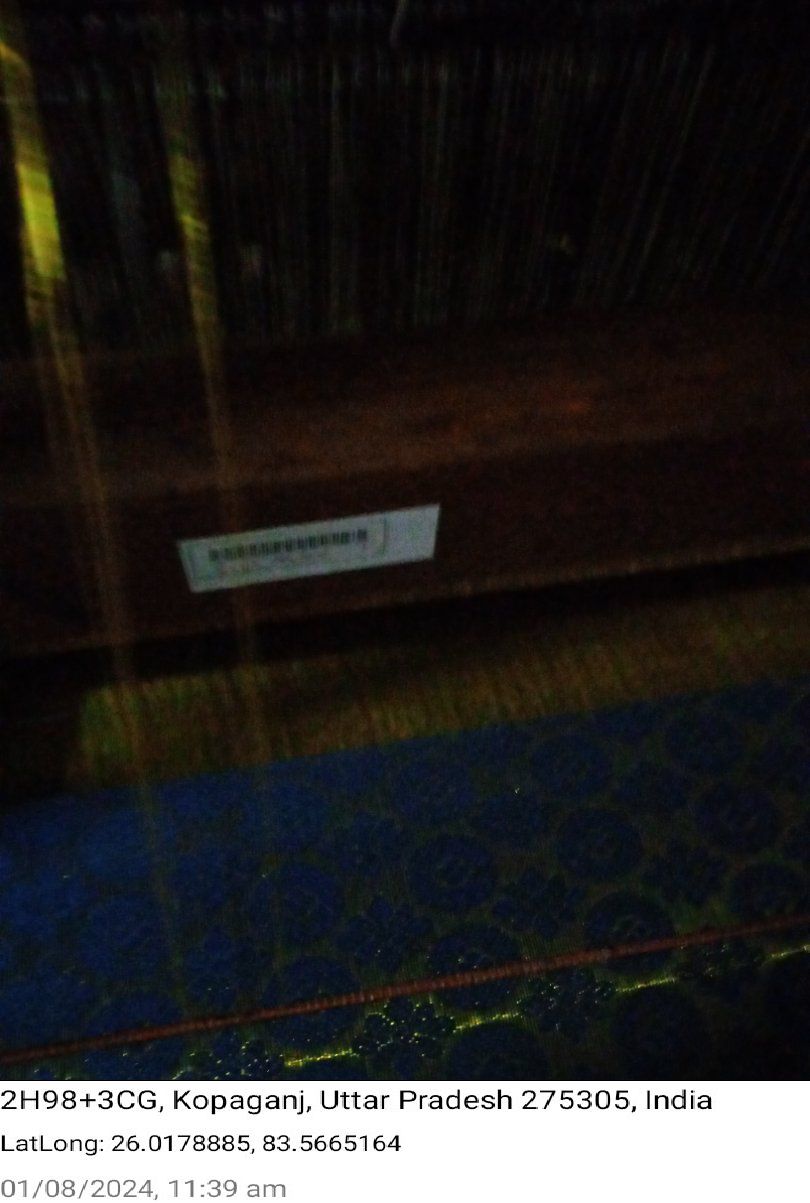 2H98+3CG, Kopaganj, Uttar Pradesh 275305, India
LatLong: 26.0178885, 83.5665164
01/08/2024, 11:39 am